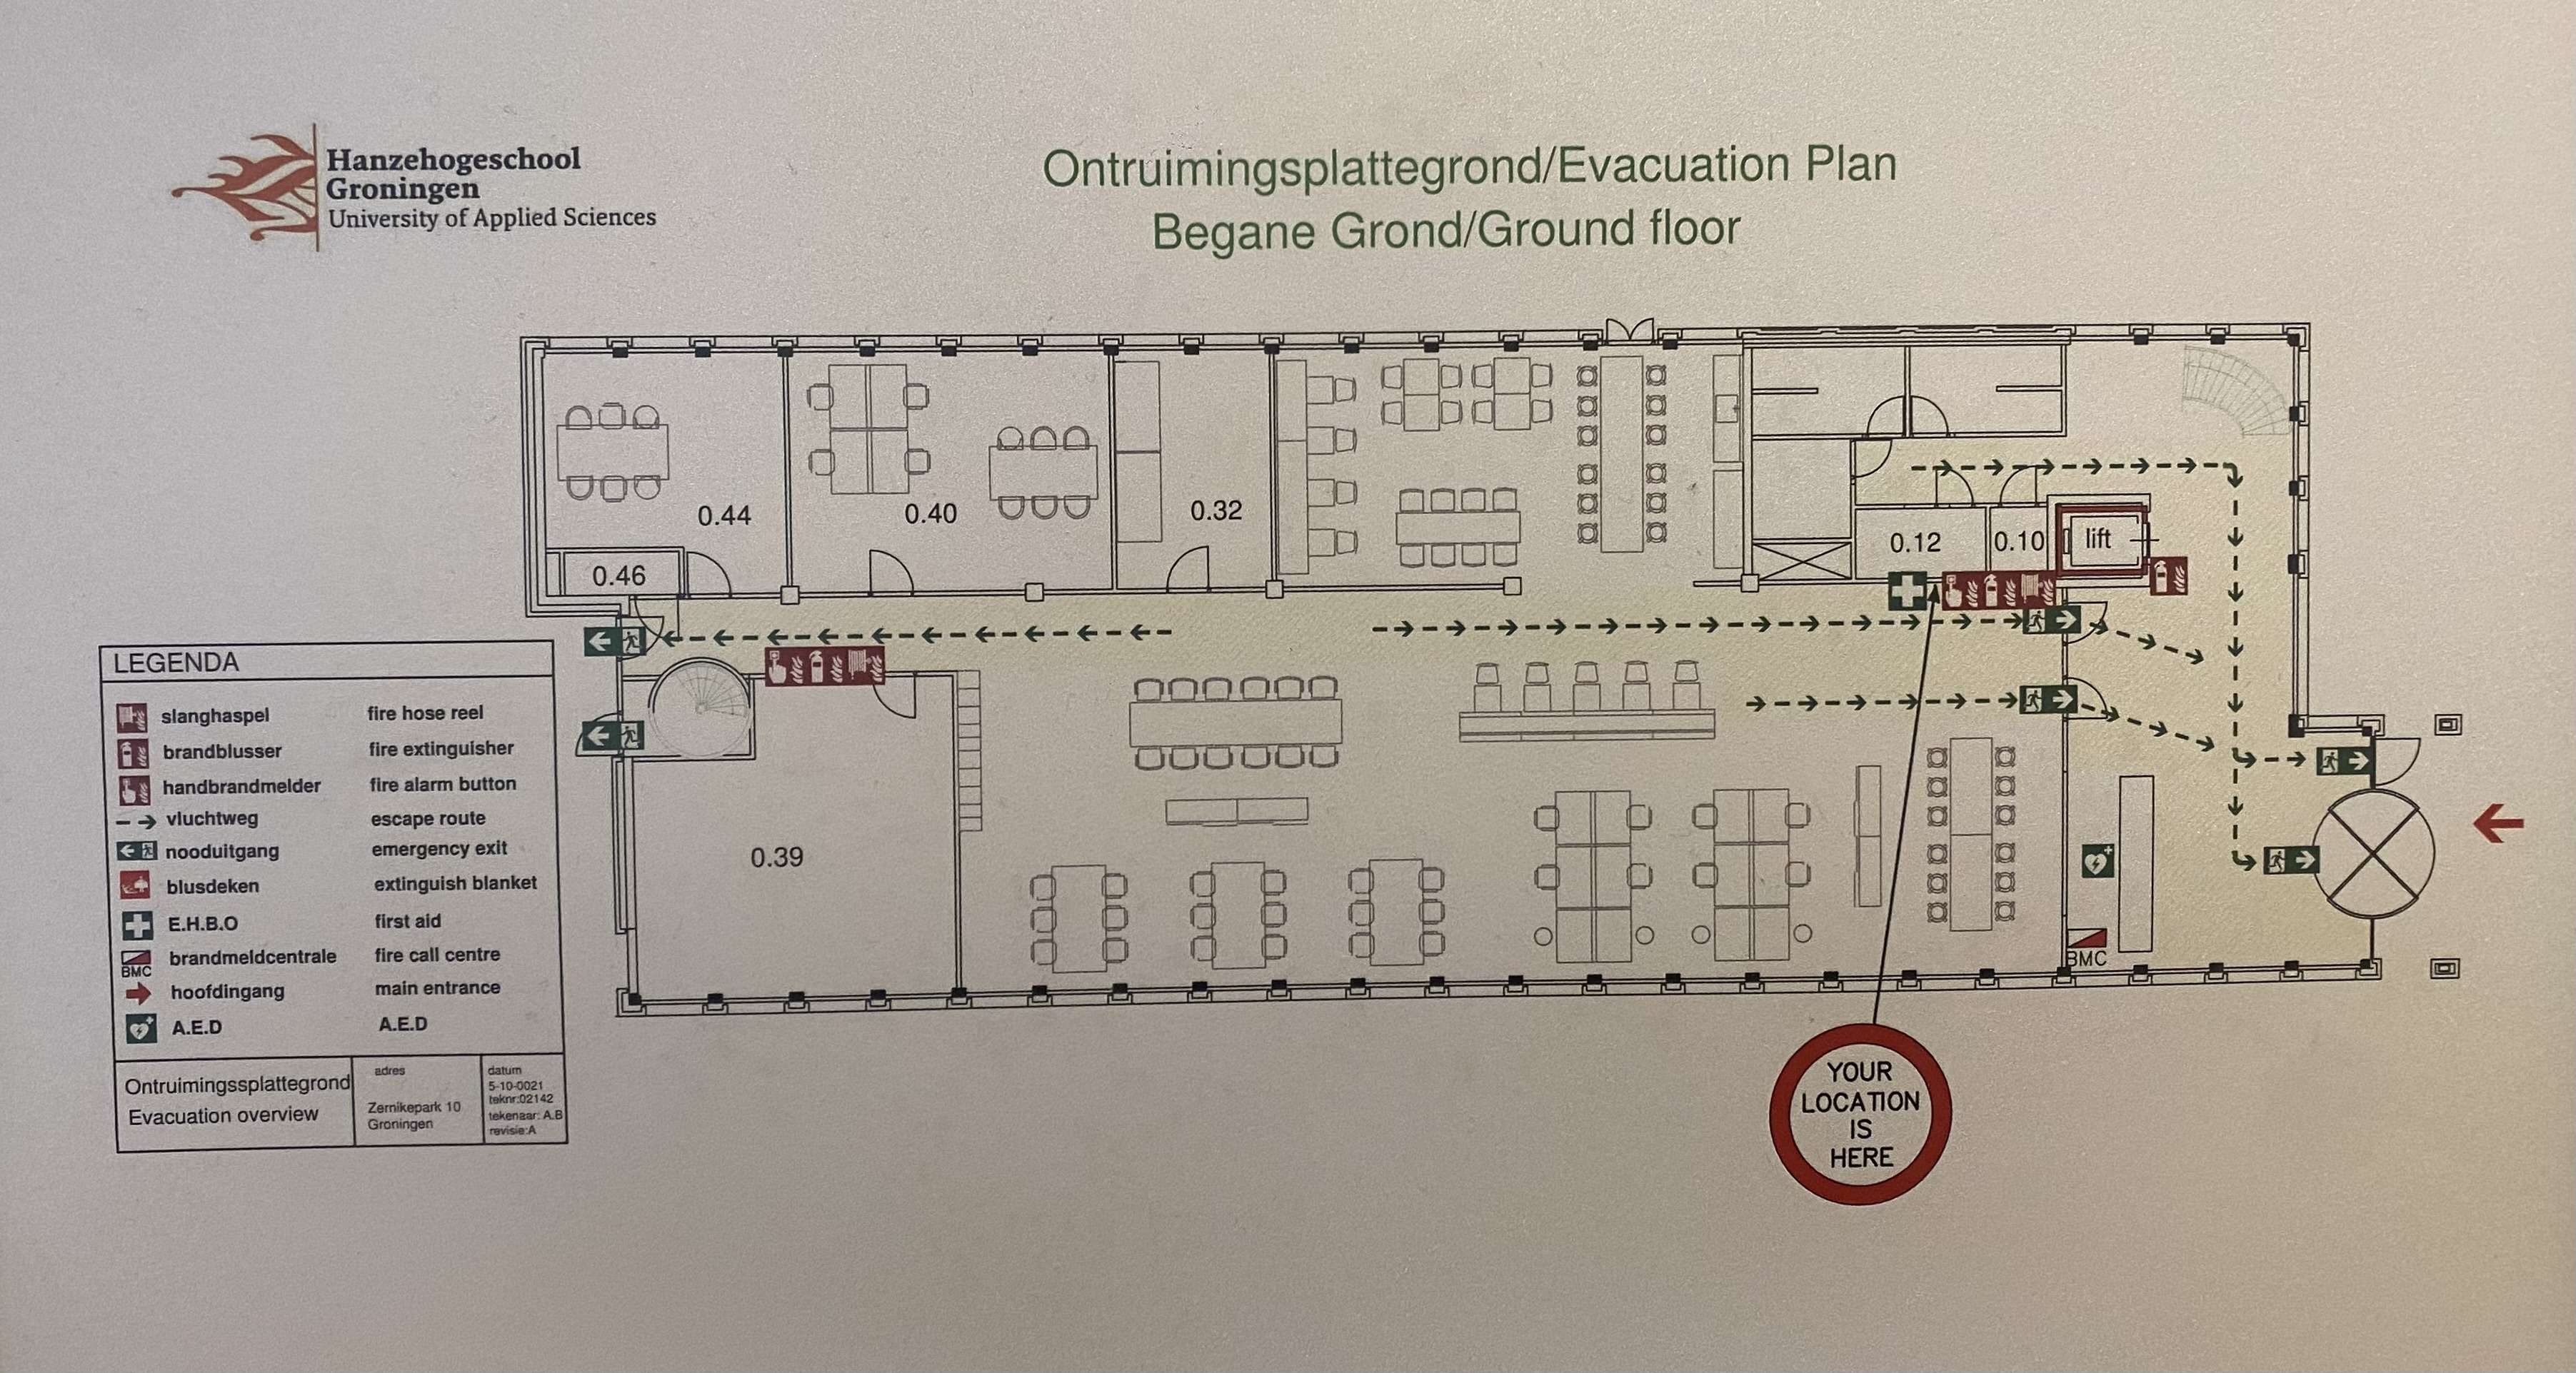 Hanzehogeschool
Groningen
University of Applied Sciences
Ontruimingsplattegrond/Evacuation Plan
Begane Grond/Ground floor
0.44
0.40
0.32
0.46
0.12
0.10
lift
0.39
BMC
YOUR
LOCATION
IS
HERE
LEGENDA
slanghaspel fire hose reel
brandblusser fire extinguisher
handbrandmelder fire alarm button
vluchtweg escape route
nooduitgang emergency exit
blusdeken extinguish blanket
E.H.B.O first aid
brandmeldcentrale fire call centre
BMC
hoofdingang main entrance
A.E.D A.E.D
Ontruimingssplattegrond
Evacuation overview
adres
Zernikepark 10
Groningen
datum
5-10-0021
teknr:02142
tekenaar: A.B
revisie:A